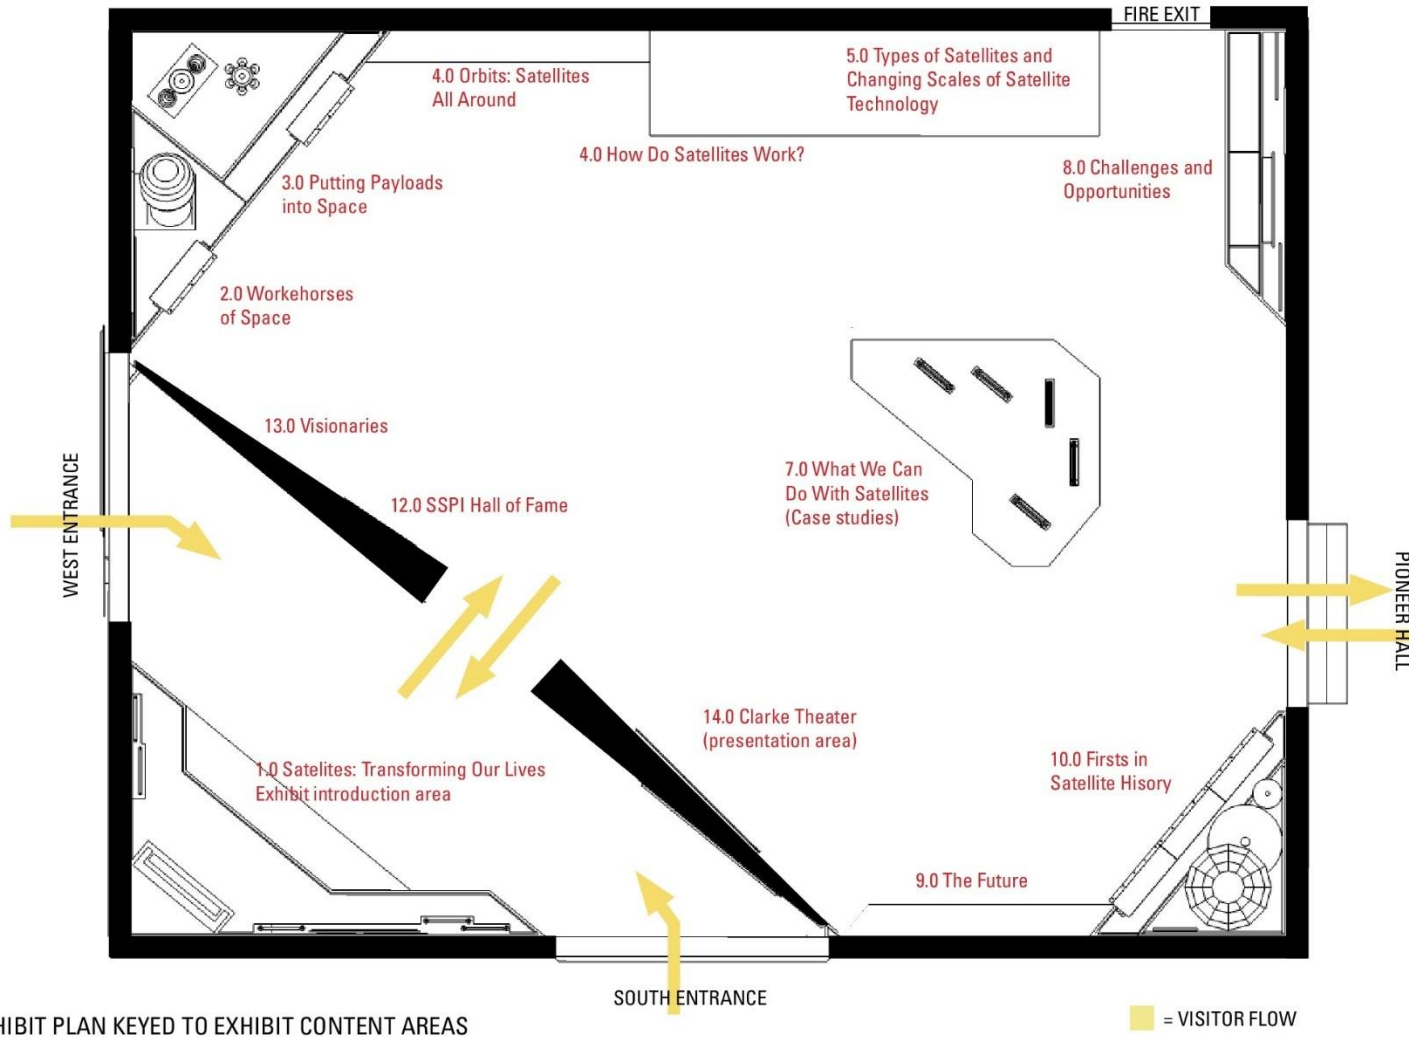 FIRE EXIT
4.0 Orbits: Satellites
All Around
5.0 Types of Satellites and
Changing Scales of Satellite
Technology
4.0 How Do Satellites Work?
3.0 Putting Payloads
into Space
8.0 Challenges and
Opportunities
2.0 Workehorses
of Space
13.0 Visionaries
12.0 SSPI Hall of Fame
7.0 What We Can
Do With Satellites
(Case studies)
WEST ENTRANCE
PIONEER HALL
14.0 Clarke Theater
(presentation area)
1.0 Satelites: Transforming Our Lives
Exhibit introduction area
10.0 Firsts in
Satellite Hisory
9.0 The Future
SOUTH ENTRANCE
HIBIT PLAN KEYED TO EXHIBIT CONTENT AREAS
= VISITOR FLOW